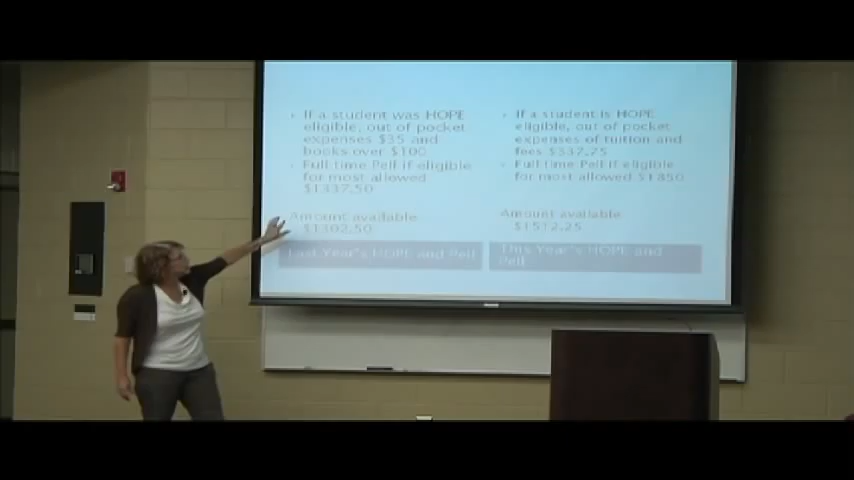 • If a student was HOPE
eligible, out of pocket
expenses $35 and
books over $100
• Full time Pell if eligible
for most allowed
$1337.50
Amount available
$1302.50
Last Year's HOPE and Pell
• If a student is HOPE
eligible, out of pocket
expenses of tuition and
fees $337.75
• Full time Pell if eligible
for most allowed $1850
Amount available
$1512.25
This Year's HOPE and
Pell